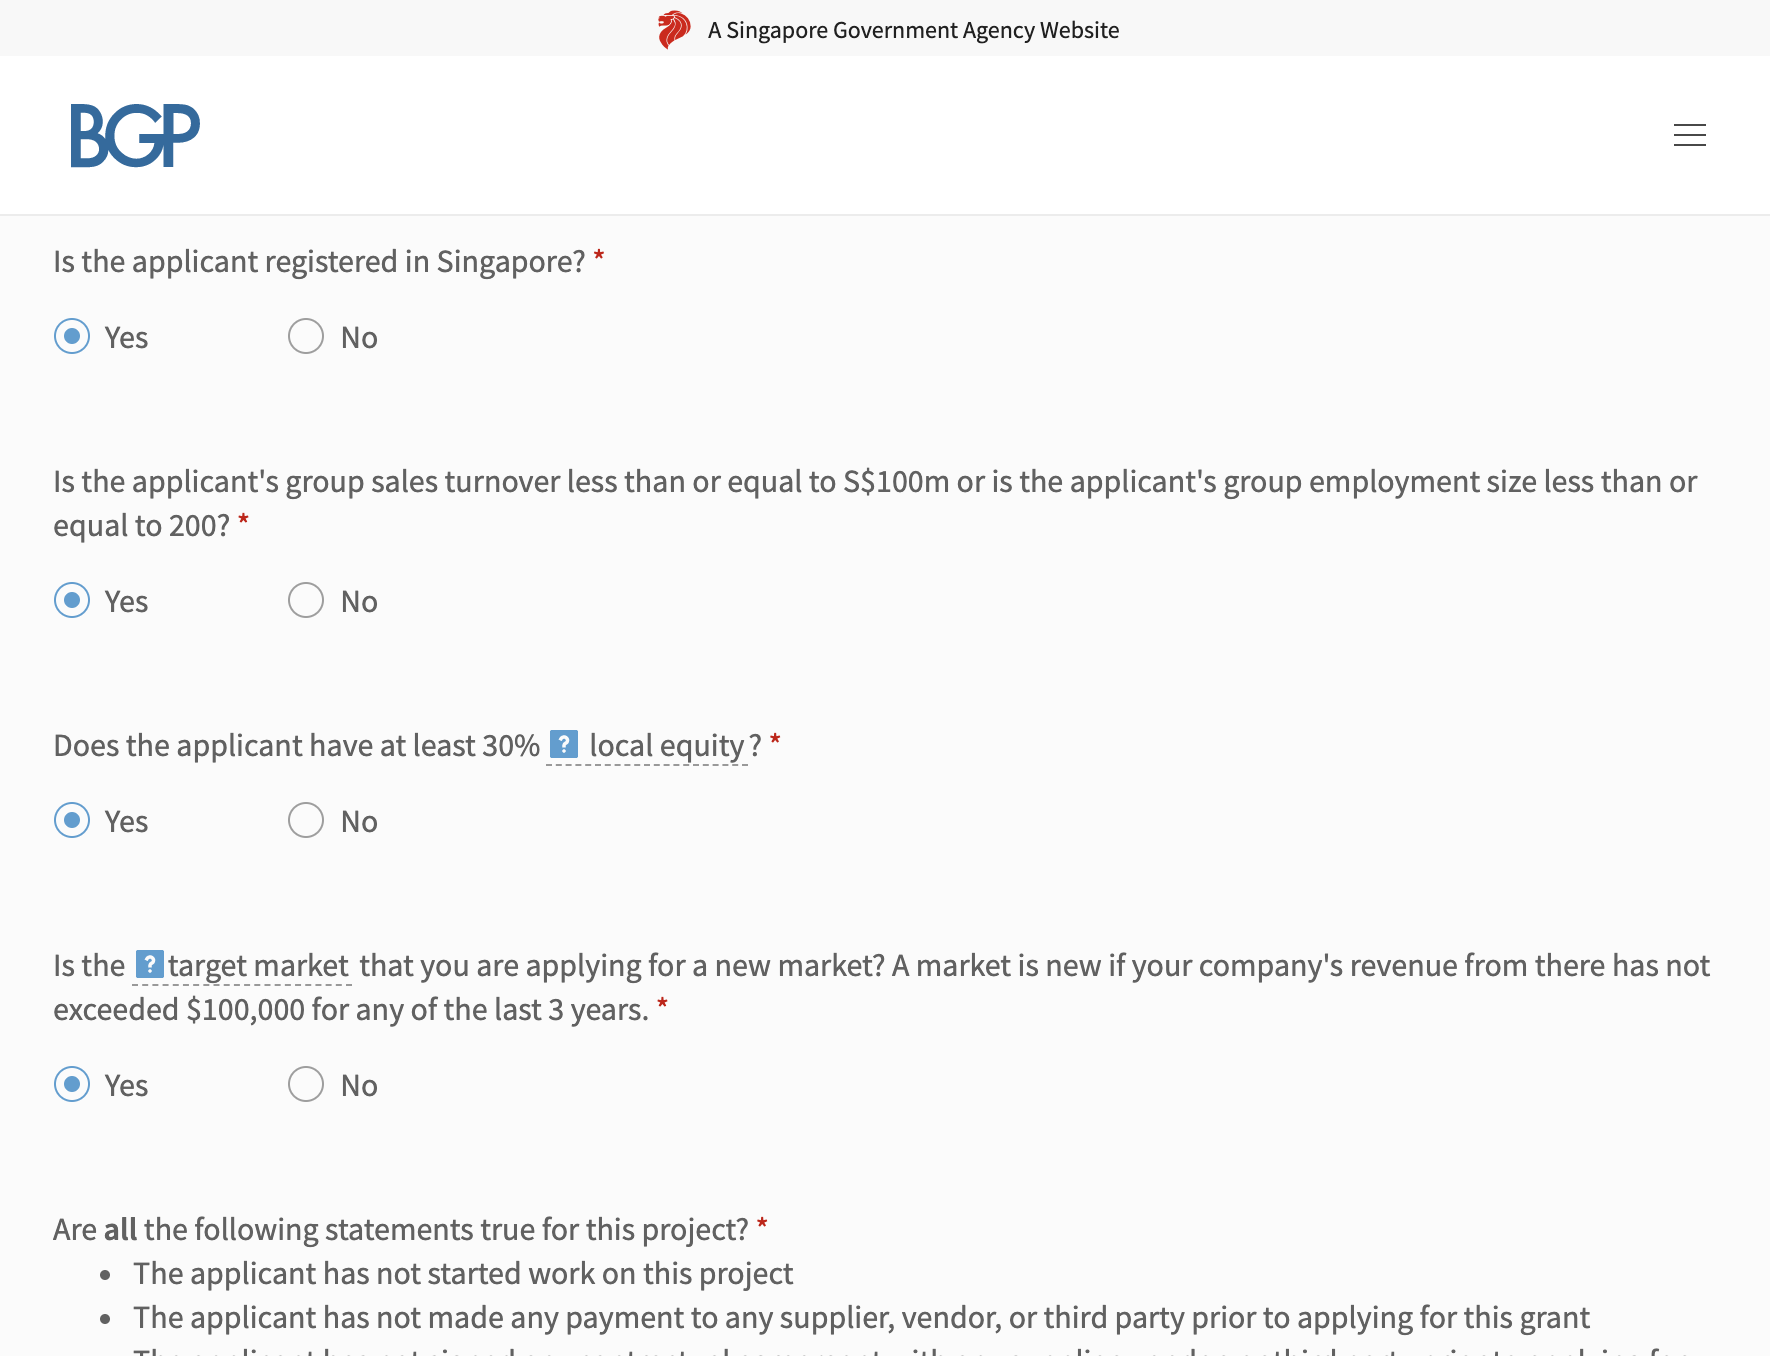 A Singapore Government Agency Website
BGP
Is the applicant registered in Singapore? *
Yes No
Is the applicant's group sales turnover less than or equal to S$100m or is the applicant's group employment size less than or
equal to 200? *
Yes No
Does the applicant have at least 30% ? local equity? *
Yes No
Is the ? target market that you are applying for a new market? A market is new if your company's revenue from there has not
exceeded $100,000 for any of the last 3 years. *
Yes No
Are all the following statements true for this project? *
• The applicant has not started work on this project
• The applicant has not made any payment to any supplier, vendor, or third party prior to applying for this grant